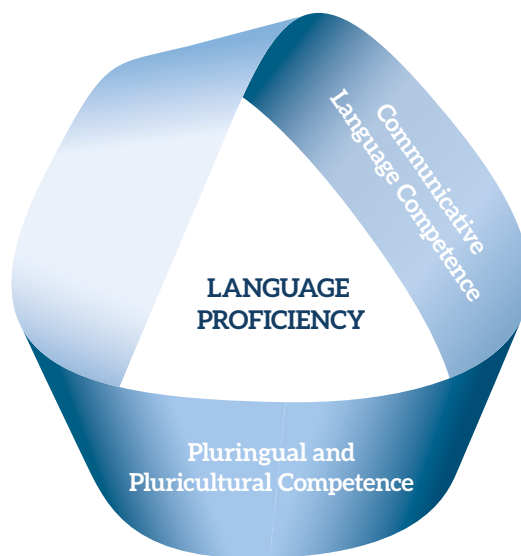 Communicative
Language Competence
LANGUAGE
PROFICIENCY
Pluringual and
Pluricultural Competence